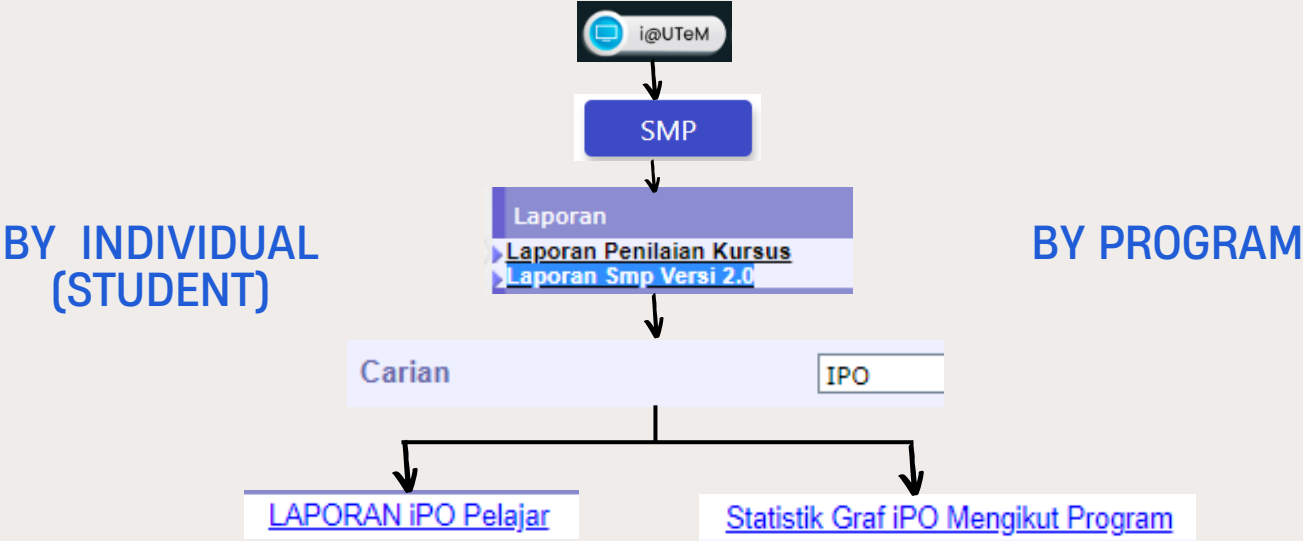 i@UTeM
SMP
Laporan
Laporan Penilaian Kursus
Laporan Smp Versi 2.0
BY INDIVIDUAL
(STUDENT)
BY PROGRAM
Carian
IPO
LAPORAN iPO Pelajar
Statistik Graf iPO Mengikut Program